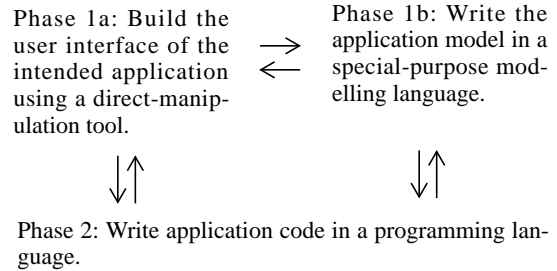 Phase 1a: Build the
user interface of the
intended application
using a direct-manip-
ulation tool.
Phase 1b: Write the
application model in a
special-purpose mod-
elling language.
Phase 2: Write application code in a programming lan-
guage.